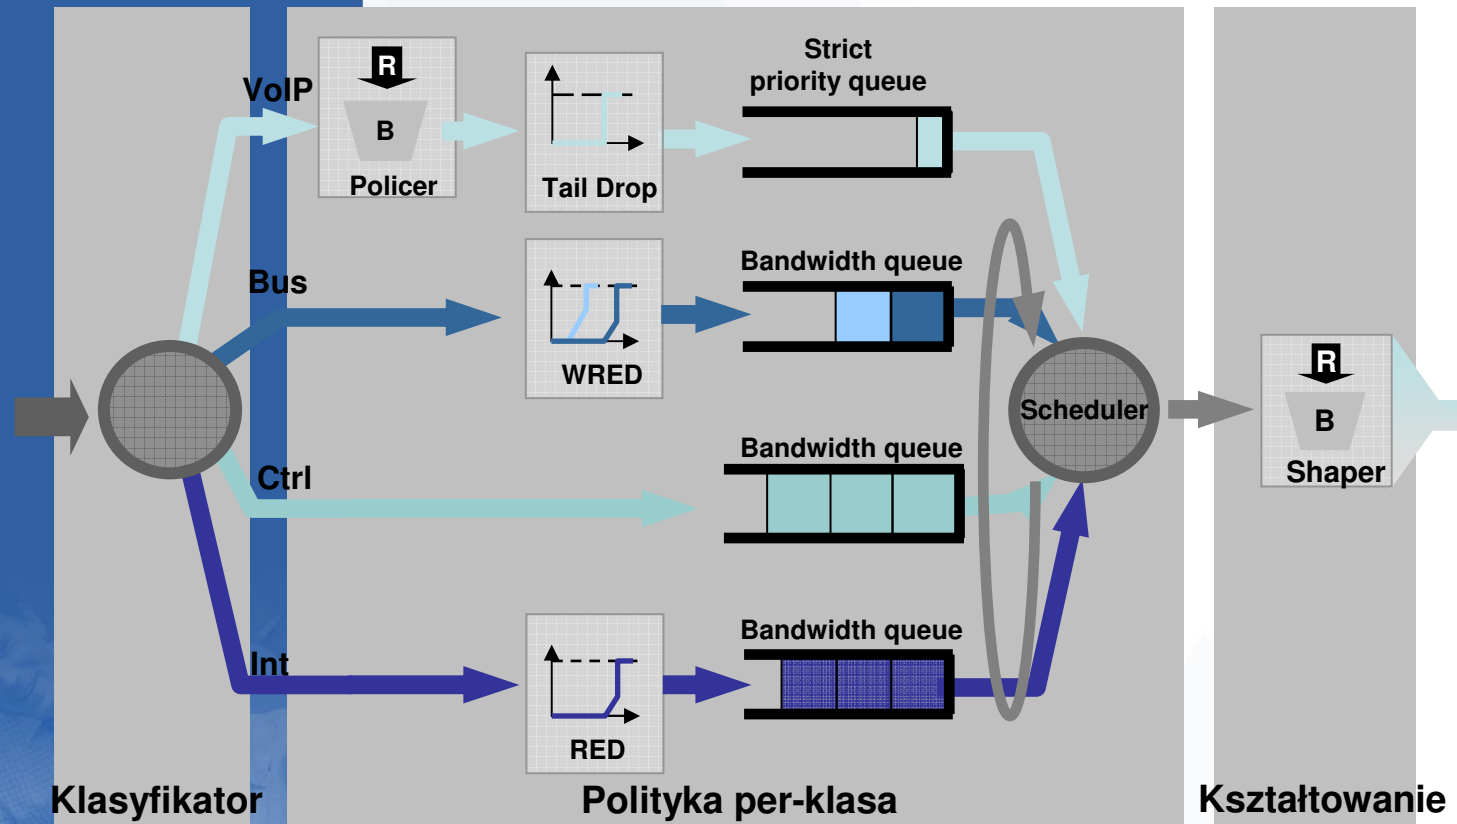 VoIP
R
B
Policer
Tail Drop
Strict
priority queue
Bus
WRED
Bandwidth queue
Scheduler
R
B
Shaper
Ctrl
Bandwidth queue
Int
RED
Bandwidth queue
Klasyfikator
Polityka per-klasa
Kształtowanie